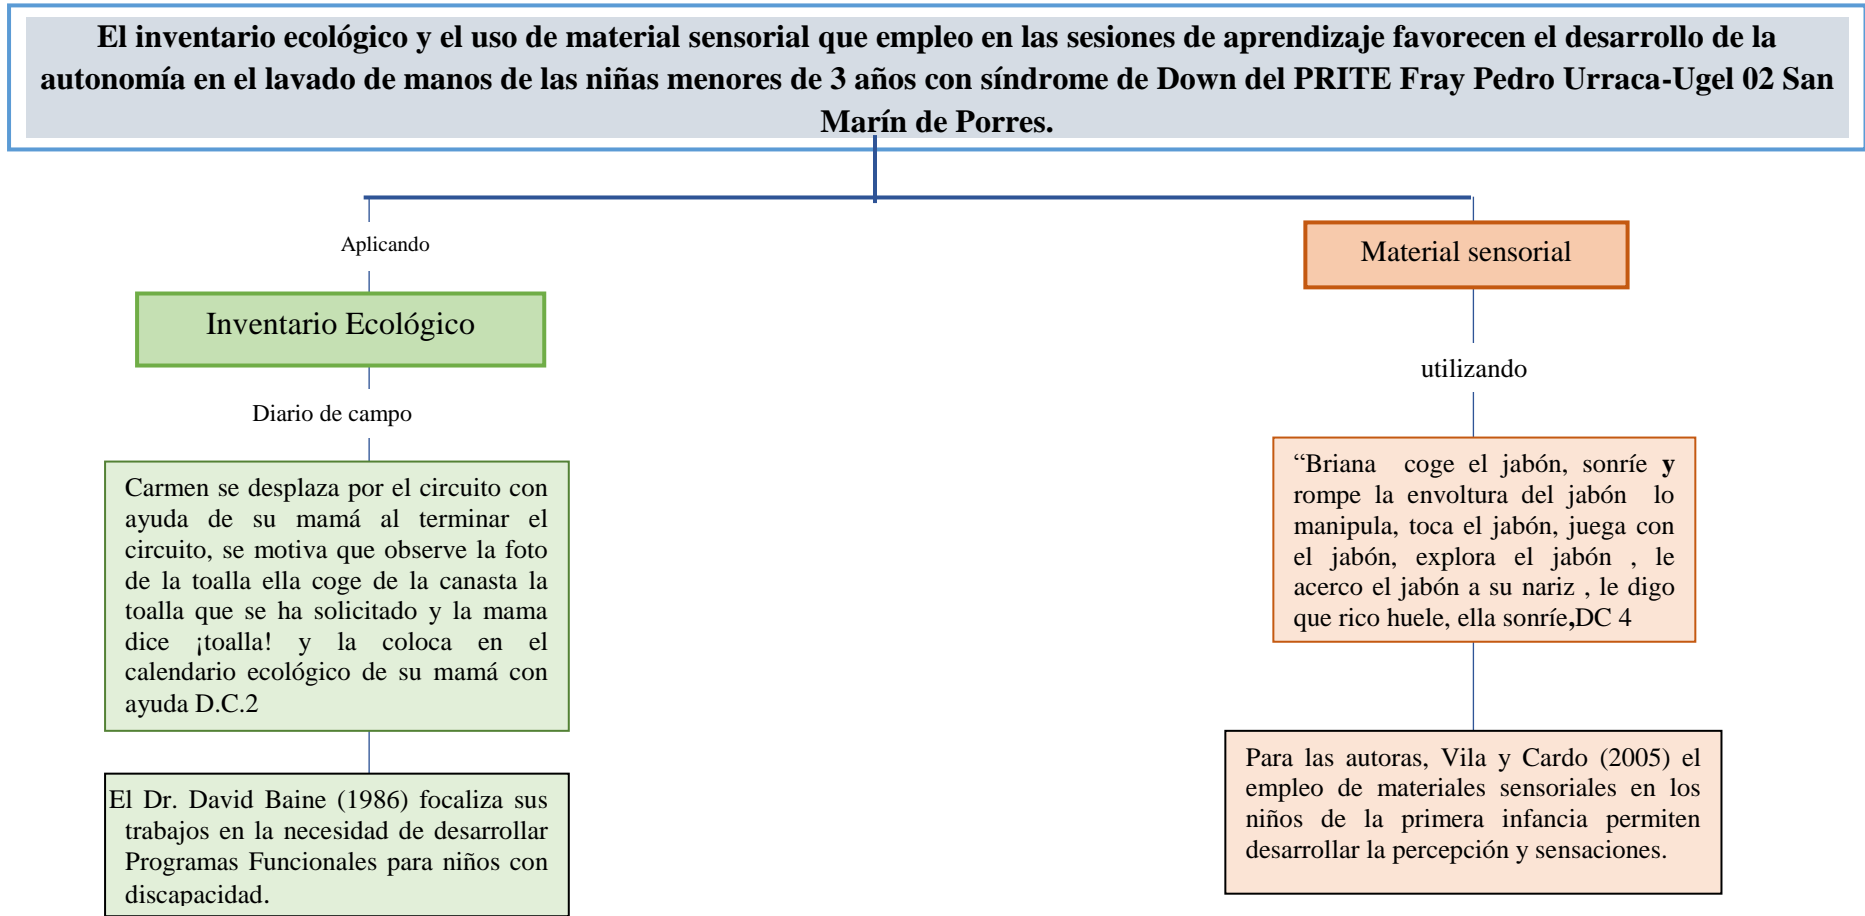 El inventario ecológico y el uso de material sensorial que empleo en las sesiones de aprendizaje favorecen el desarrollo de la
autonomía en el lavado de manos de las niñas menores de 3 años con síndrome de Down del PRITE Fray Pedro Urraca-Ugel 02 San
Marín de Porres.
Aplicando
Inventario Ecológico
Diario de campo
Carmen se desplaza por el circuito con
ayuda de su mamá al terminar el
circuito, se motiva que observe la foto
de la toalla ella coge de la canasta la
toalla que se ha solicitado y la mama
dice ¡toalla! y la coloca en el
calendario ecológico de su mamá con
ayuda D.C.2
El Dr. David Baine (1986) focaliza sus
trabajos en la necesidad de desarrollar
Programas Funcionales para niños con
discapacidad.
Material sensorial
utilizando
“Briana coge el jabón, sonríe y
rompe la envoltura del jabón lo
manipula, toca el jabón, juega con
el jabón, explora el jabón , le
acerco el jabón a su nariz , le digo
que rico huele, ella sonríe,DC 4
Para las autoras, Vila y Cardo (2005) el
empleo de materiales sensoriales en los
niños de la primera infancia permiten
desarrollar la percepción y sensaciones.